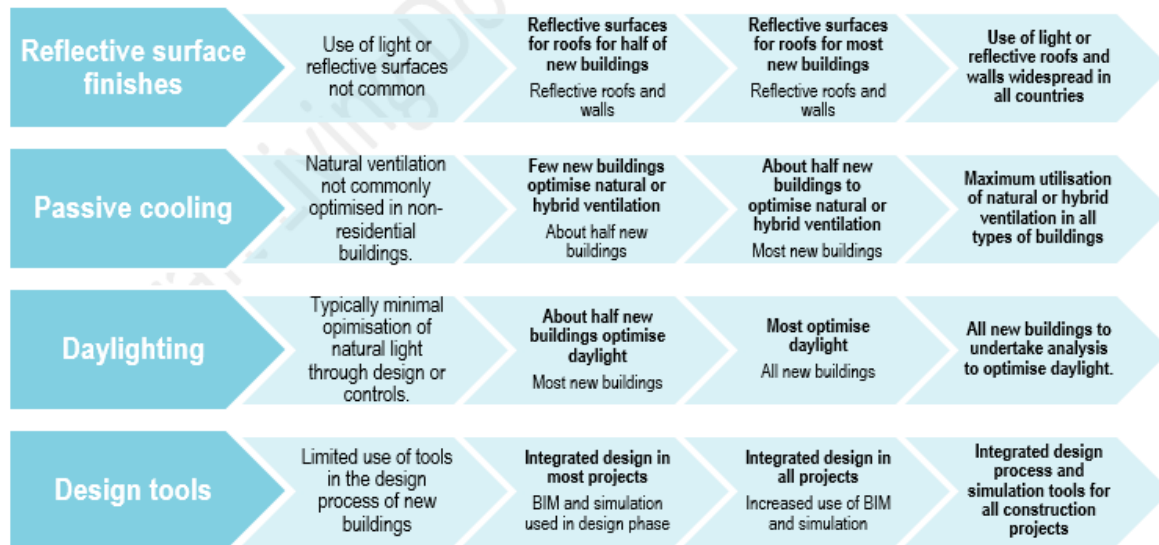 Reflective surface
finishes
Use of light or
reflective surfaces
not common
Reflective surfaces
for roofs for half of
new buildings
Reflective roofs and
walls
Reflective surfaces
for roofs for most
new buildings
Reflective roofs and
walls
Use of light or
reflective roofs and
walls widespread in
all countries
Passive cooling
Natural ventilation
not commonly
optimised in non-
residential
buildings.
Few new buildings
optimise natural or
hybrid ventilation
About half new
buildings
About half new
buildings to
optimise natural or
hybrid ventilation
Most new buildings
Maximum utilisation
of natural or hybrid
ventilation in all
types of buildings
Daylighting
Typically minimal
opimisation of
natural light
through design or
controls.
About half new
buildings optimise
daylight
Most new buildings
Most optimise
daylight
All new buildings
All new buildings to
undertake analysis
to optimise daylight.
Design tools
Limited use of tools
in the design
process of new
buildings
Integrated design in
most projects
BIM and simulation
used in design phase
Integrated design in
all projects
Increased use of BIM
and simulation
Integrated design
process and
simulation tools for
all construction
projects
Living